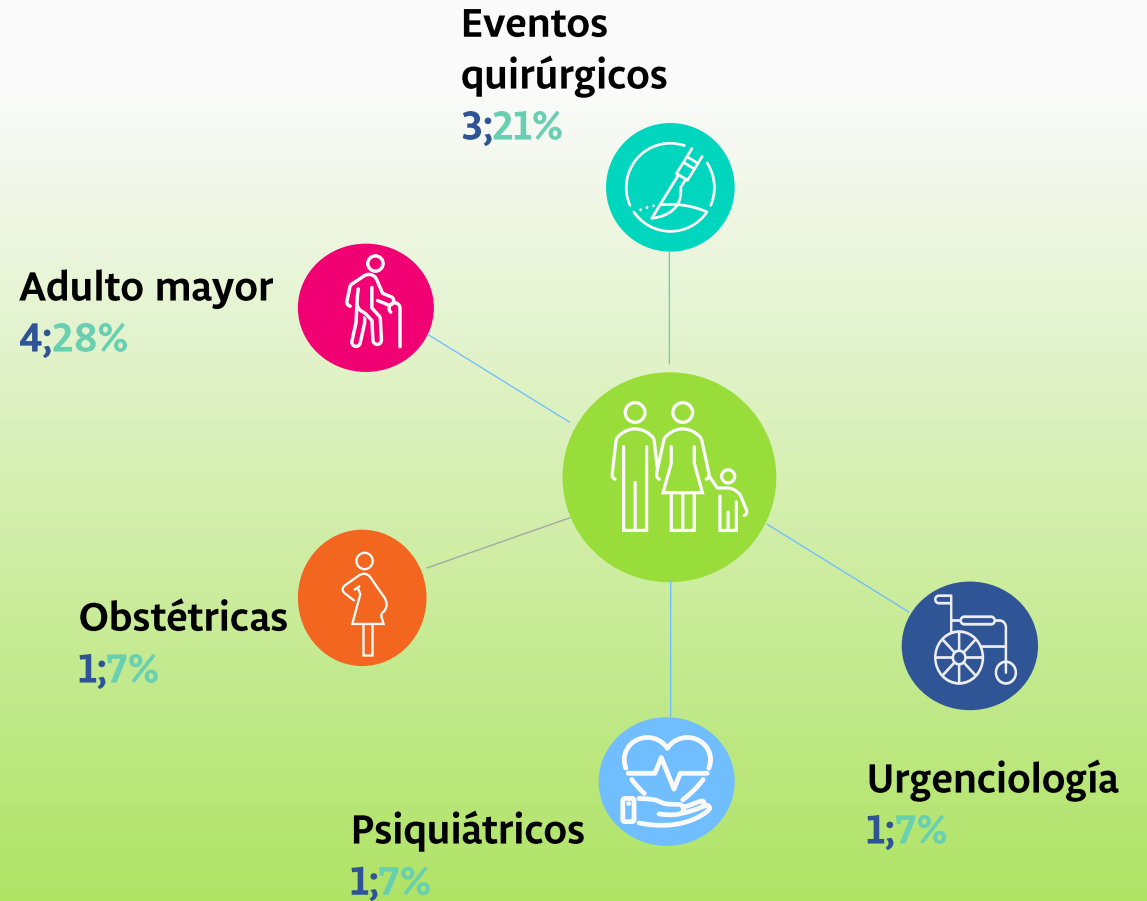 Eventos
quirúrgicos
3;21%
Adulto mayor
4;28%
Obstétricas
1;7%
Psiquiátricos
1;7%
Urgenciología
1;7%